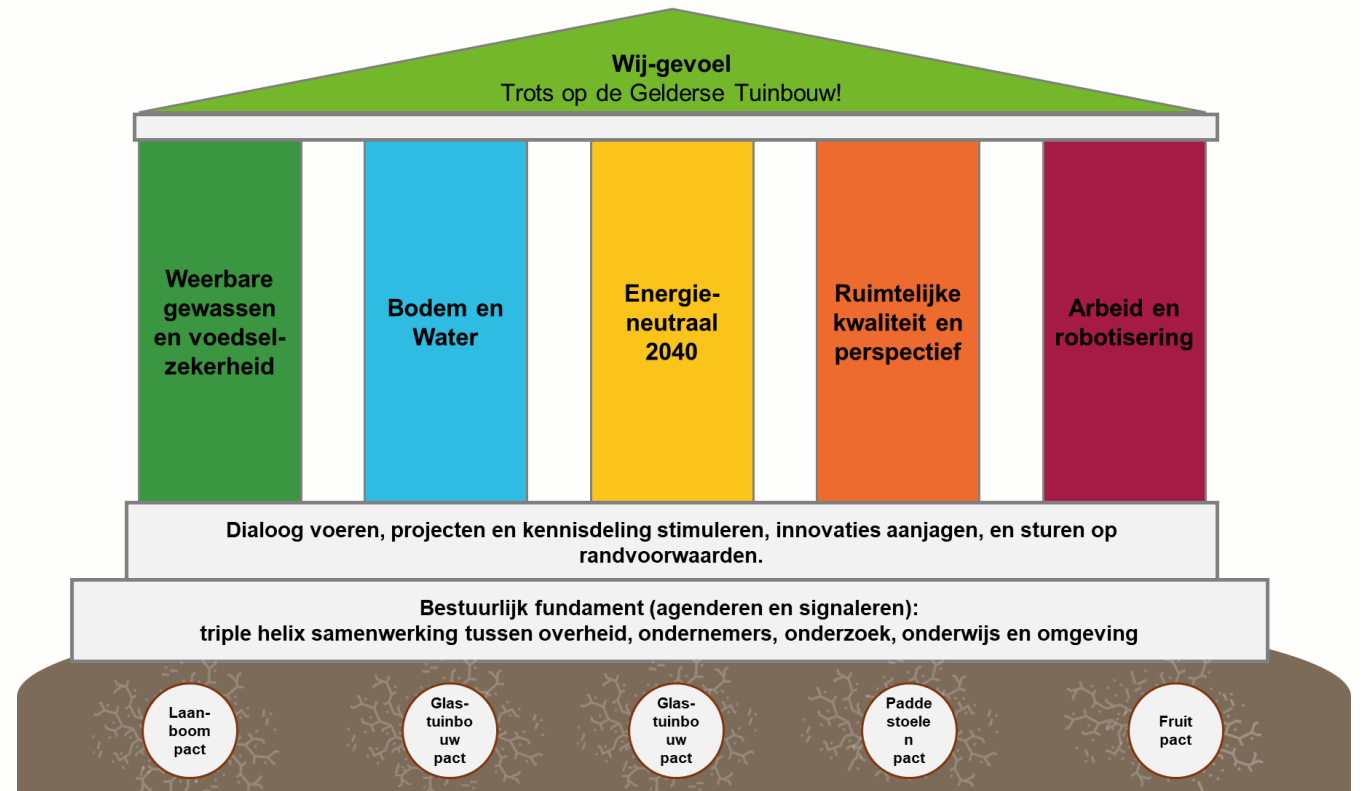 Wij-gevoel
Trots op de Gelderse Tuinbouw!
Weerbare
gewassen
en voedsel-
zekerheid
Bodem en
Water
Energie-
neutraal
2040
Ruimtelijke
kwaliteit en
perspectief
Arbeid en
robotisering
Dialoog voeren, projecten en kennisdeling stimuleren, innovaties aanjagen, en sturen op
randvoorwaarden.
Bestuurlijk fundament (agenderen en signaleren):
triple helix samenwerking tussen overheid, ondernemers, onderzoek, onderwijs en omgeving
Laan-
boom
pact
Glas-
tuinbo
uw
pact
Glas-
tuinbo
uw
pact
Padde
stoele
n
pact
Fruit
pact